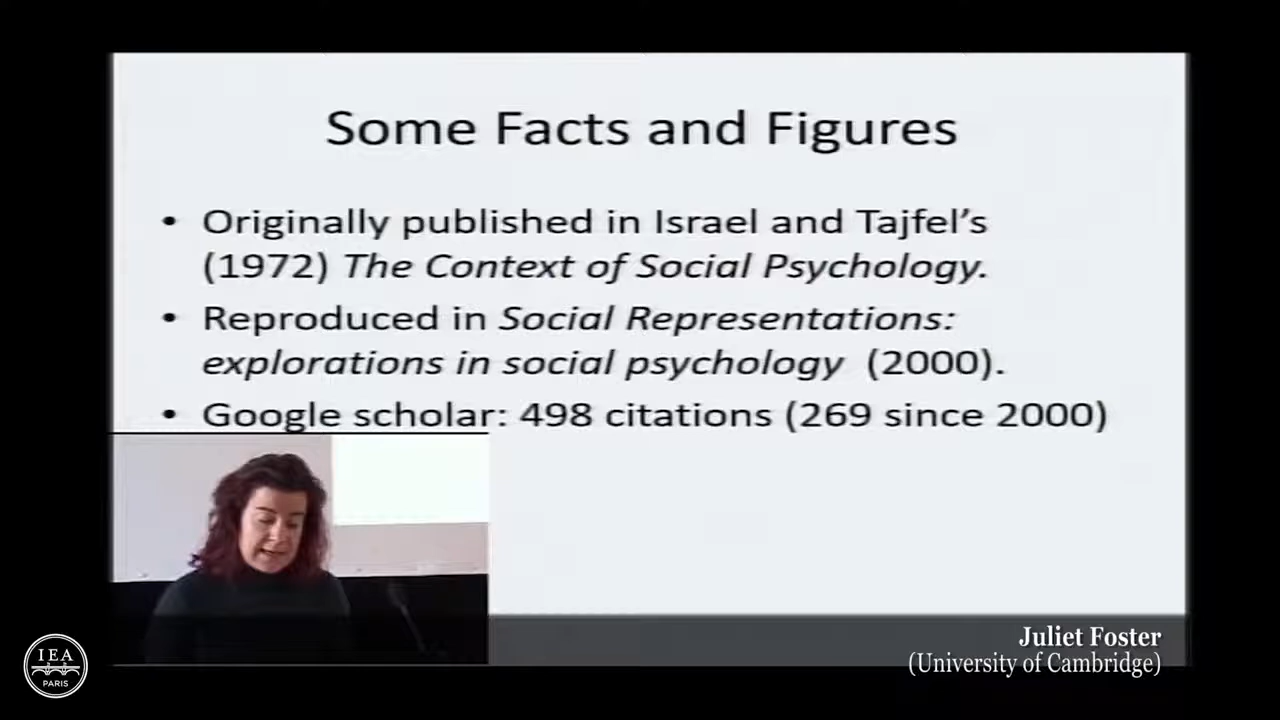 Some Facts and Figures
• Originally published in Israel and Tajfel’s
(1972) The Context of Social Psychology.
• Reproduced in Social Representations:
explorations in social psychology (2000).
• Google scholar: 498 citations (269 since 2000)
Juliet Foster
(University of Cambridge)
IEA
PARIS